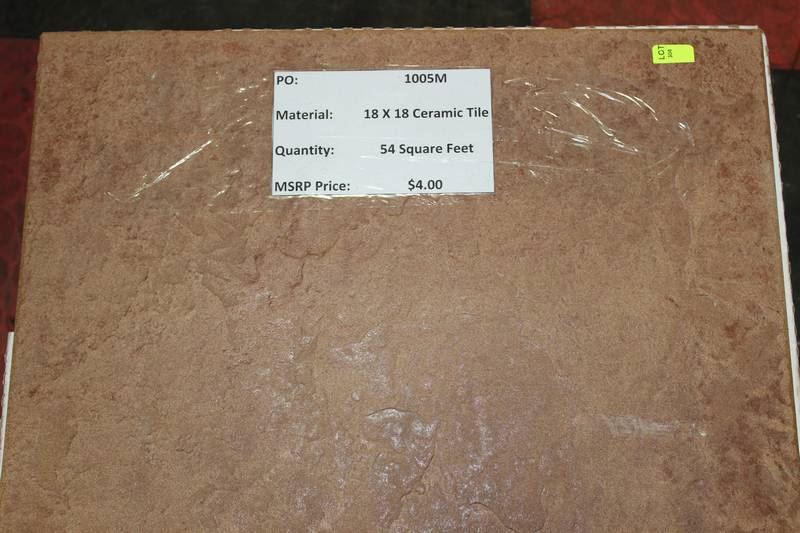 PO: 1005M
Material: 18 X 18 Ceramic Tile
Quantity: 54 Square Feet
MSRP Price: $4.00
LOT